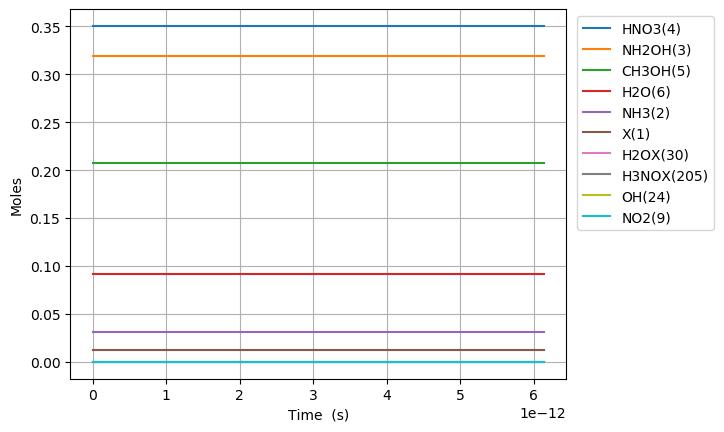 0.35
0.30
0.25
0.20
0.15
0.10
0.05
0.00
Moles
0 1 2 3 4 5 6
1e−12
Time (s)
HNO3(4)
NH2OH(3)
CH3OH(5)
H2O(6)
NH3(2)
X(1)
H2OX(30)
H3NOX(205)
OH(24)
NO2(9)